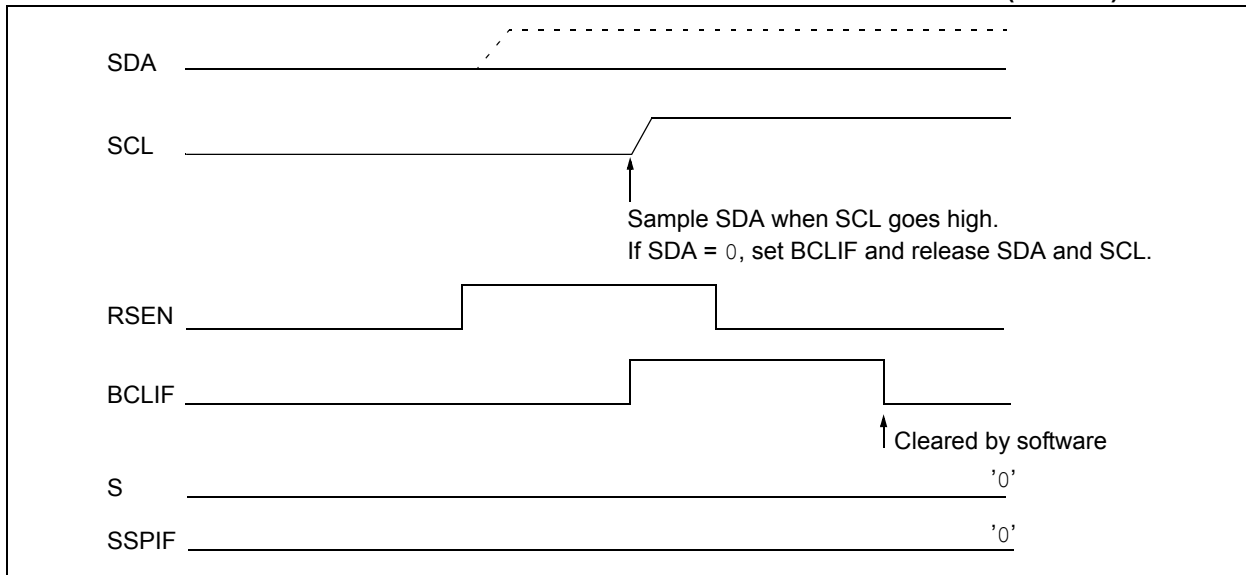 SDA
SCL
Sample SDA when SCL goes high.
If SDA = 0, set BCLIF and release SDA and SCL.
RSEN
BCLIF
Cleared by software
S
'0'
SSPIF
'0'